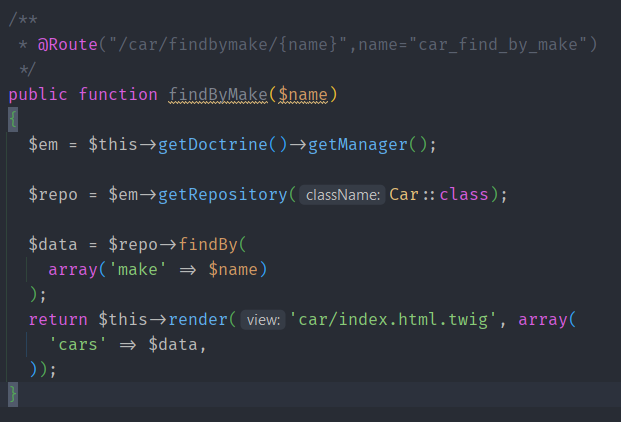 /**
 * @Route("/car/findbymake/{name}",name="car_find_by_make")
 */
public function findByMake($name)
{
  $em = $this->getDoctrine()->getManager();
  $repo = $em->getRepository( className: Car::class);
  $data = $repo->findBy(
    array('make' => $name)
  );
  return $this->render( view: 'car/index.html.twig', array(
    'cars' => $data,
  ));
}